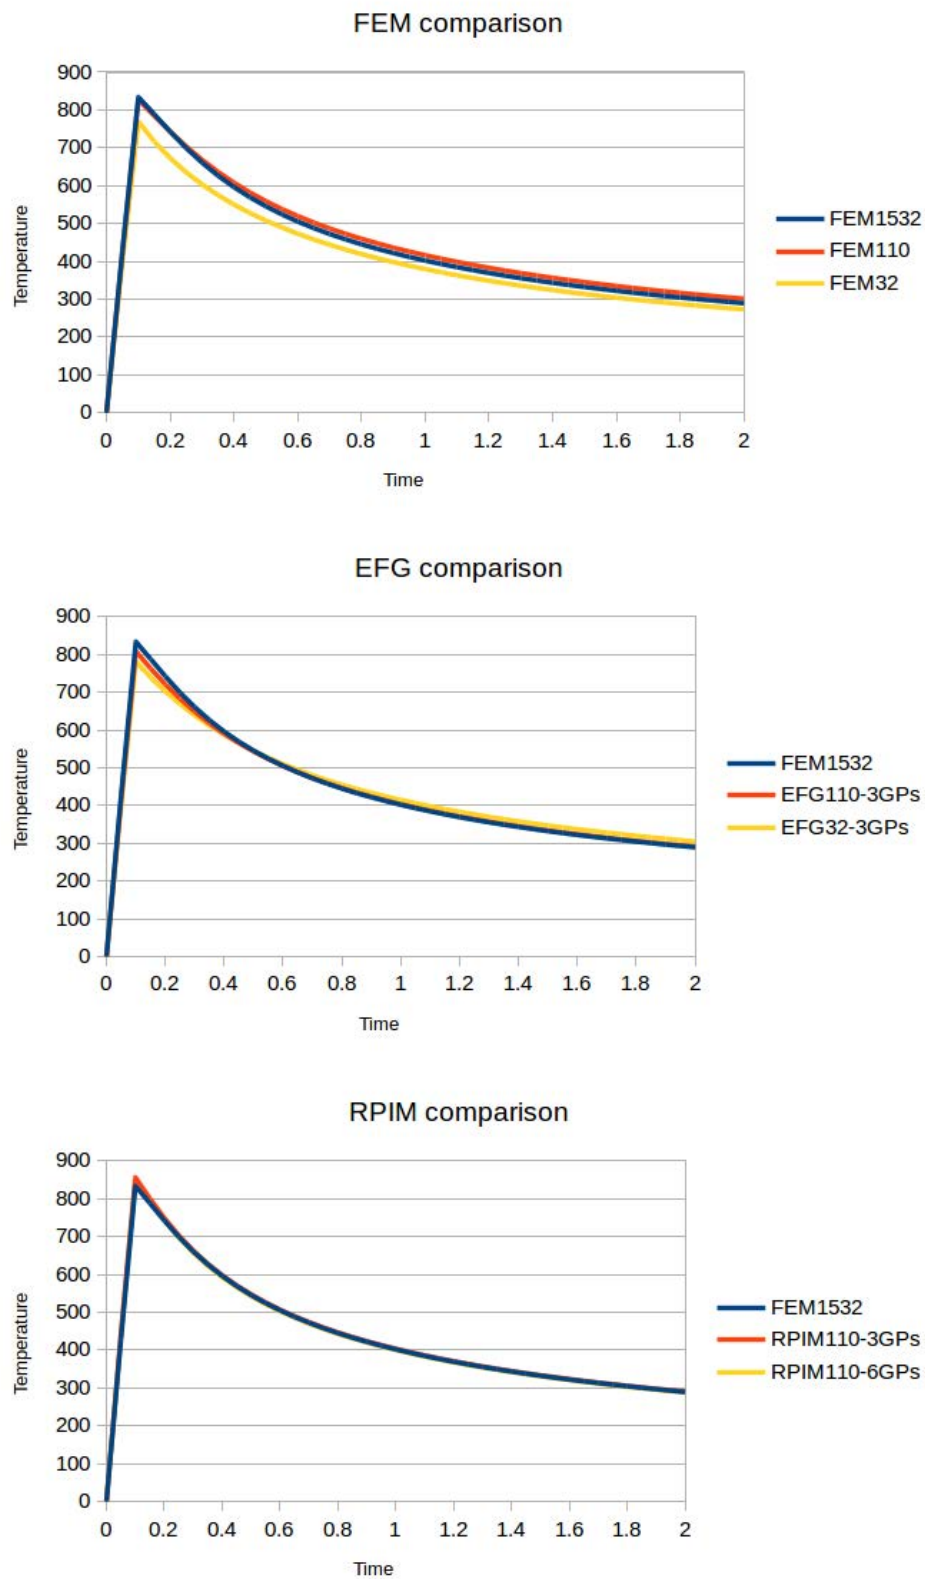 FEM comparison
900
800
700
600
500
400
300
200
100
0
Temperature
0 0.2 0.4 0.6 0.8 1 1.2 1.4 1.6 1.8 2
Time
FEM1532
FEM110
FEM32
EFG comparison
900
800
700
600
500
400
300
200
100
0
Temperature
0 0.2 0.4 0.6 0.8 1 1.2 1.4 1.6 1.8 2
Time
FEM1532
EFG110-3GPs
EFG32-3GPs
RPIM comparison
900
800
700
600
500
400
300
200
100
0
Temperature
0 0.2 0.4 0.6 0.8 1 1.2 1.4 1.6 1.8 2
Time
FEM1532
RPIM110-3GPs
RPIM110-6GPs